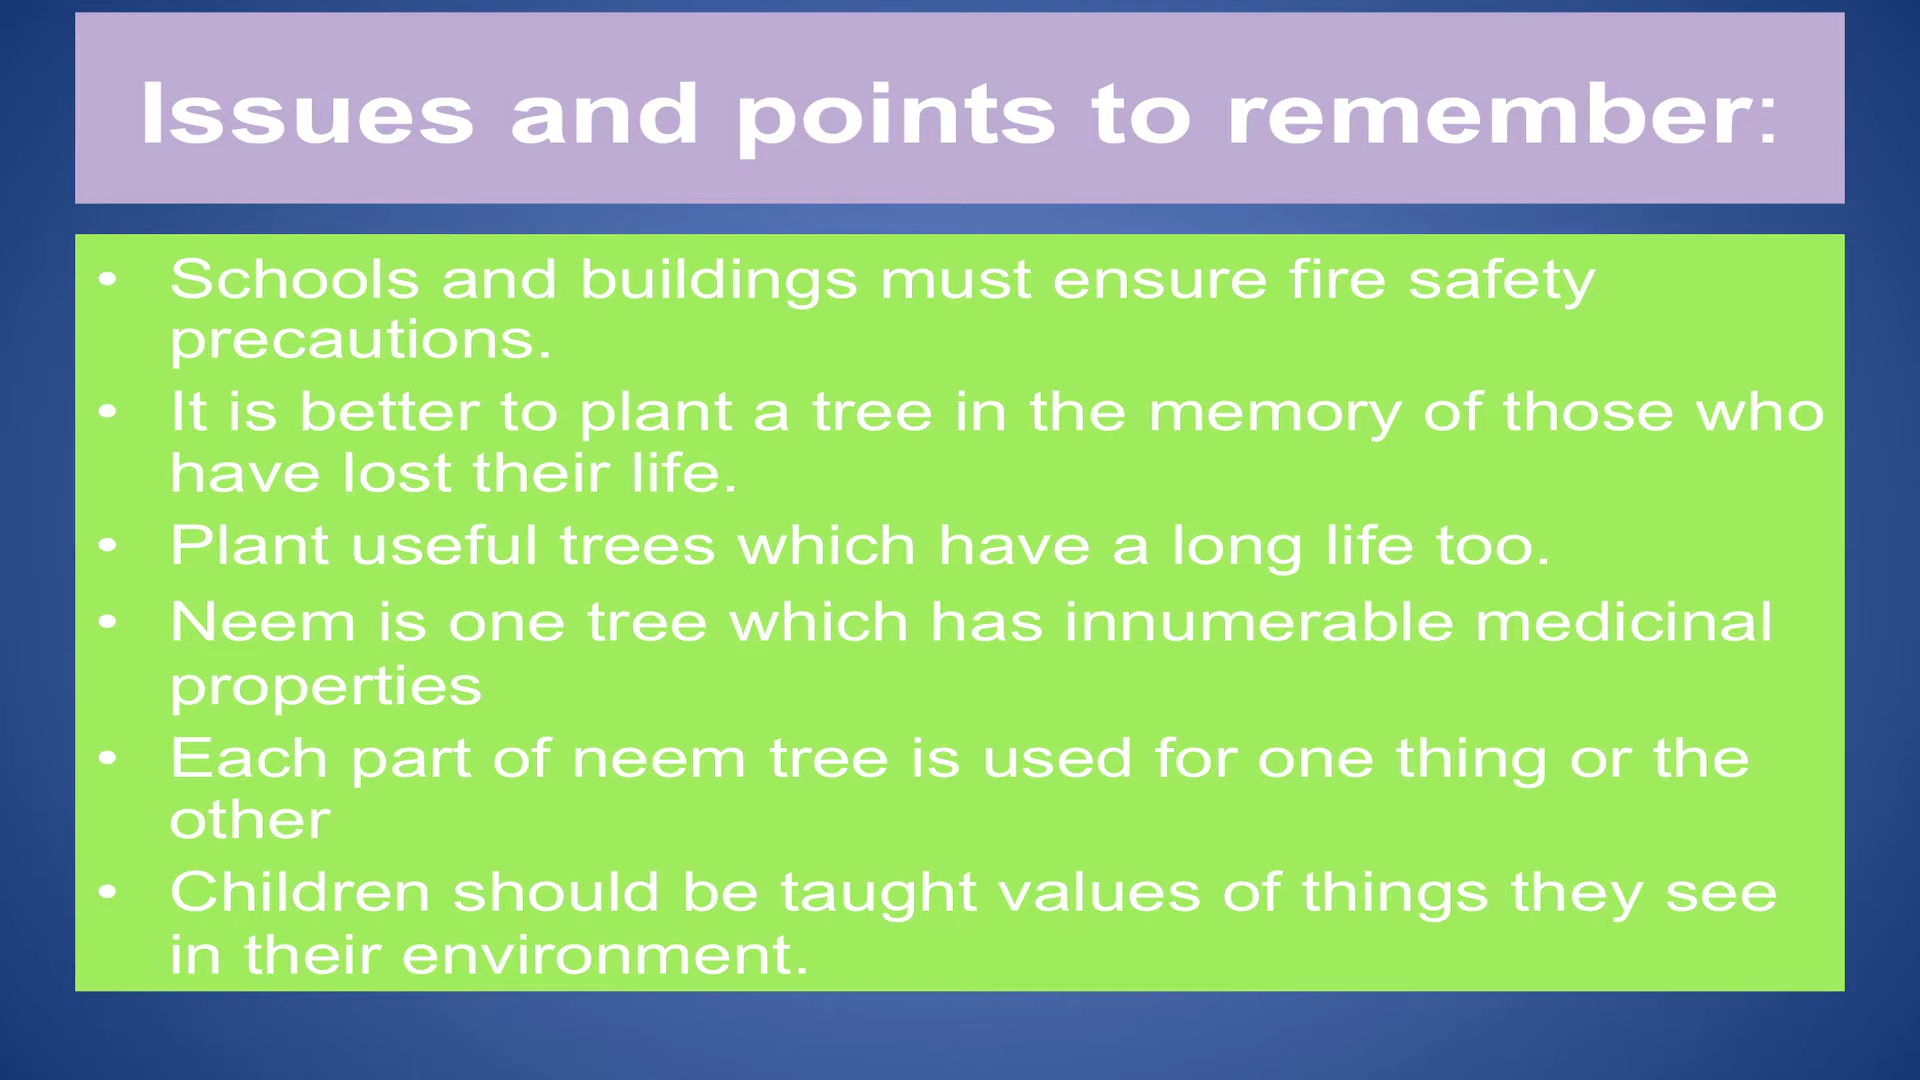 Issues and points to remember:
• Schools and buildings must ensure fire safety
precautions.
• It is better to plant a tree in the memory of those who
have lost their life.
• Plant useful trees which have a long life too.
• Neem is one tree which has innumerable medicinal
properties
• Each part of neem tree is used for one thing or the
other
• Children should be taught values of things they see
in their environment.